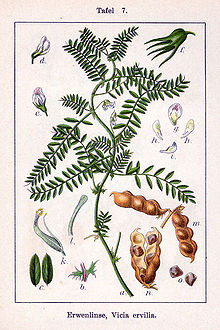 Tafel 7.
d.
f.
c.
g.
h.
h.
i.
l.
m.
k.
e.
b.
a.
n.
o.
Erwenlinse, Vicia ervilia.